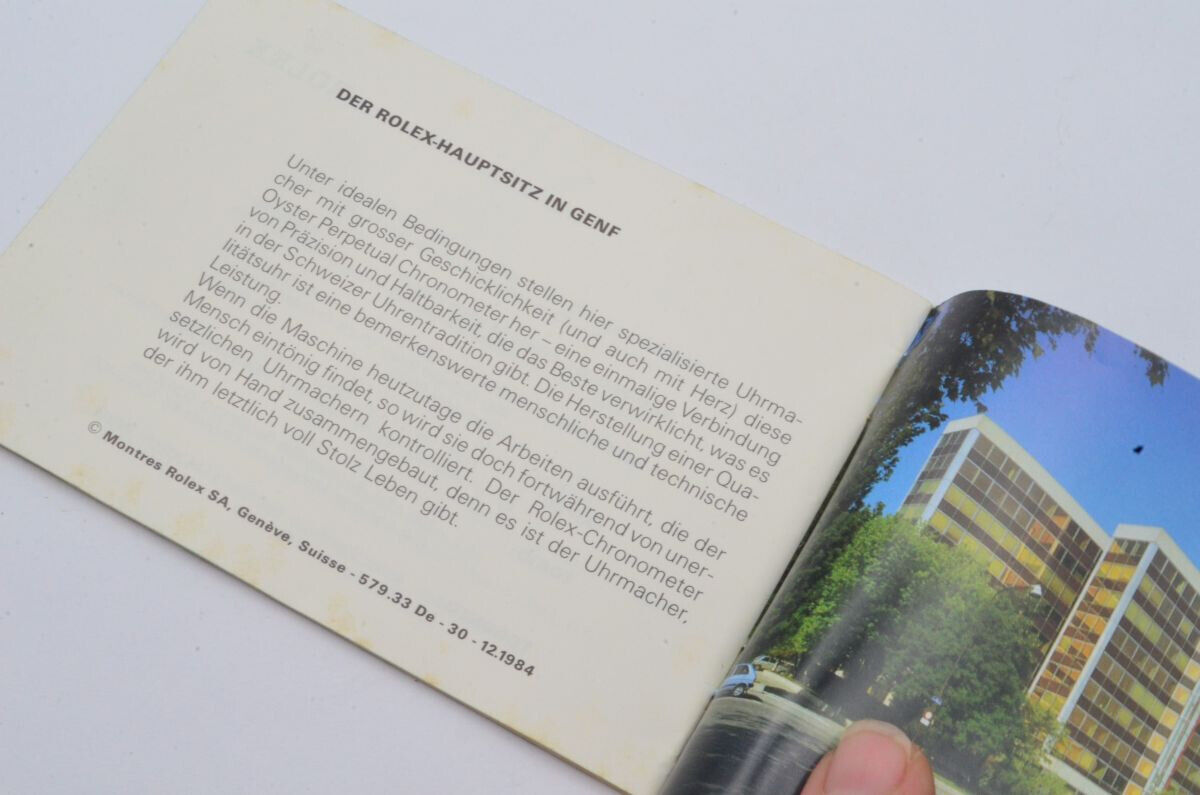 DER ROLEX-HAUPTSITZ IN GENF
Unter idealen Bedingungen stellen hier spezialisierte Uhrma-
cher mit grosser Geschicklichkeit (und auch mit Herz) diese
Oyster Perpetual Chronometer her – eine einmalige Verbindung
von Präzision und Haltbarkeit, die das Beste verwirklicht, was es
in der Schweizer Uhrentradition gibt. Die Herstellung einer Qua-
litätsuhr ist eine bemerkenswerte menschliche und technische
Leistung.
Wenn die Maschine heutzutage die Arbeiten ausführt, die der
Mensch eintönig findet, so wird sie doch fortwährend von uner-
setzlichen Uhrmachern kontrolliert. Der Rolex-Chronometer
wird von Hand zusammengebaut, denn es ist der Uhrmacher,
der ihm letztlich voll Stolz Leben gibt.
© Montres Rolex SA, Genève, Suisse - 579.33 De - 30 - 12.1984